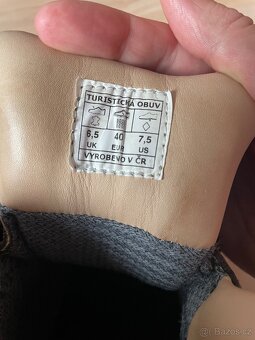 TURISTICKÁ OBUV
6,5 40 7,5
UK EUR US
VYROBENO V ČR
Bazos.cz